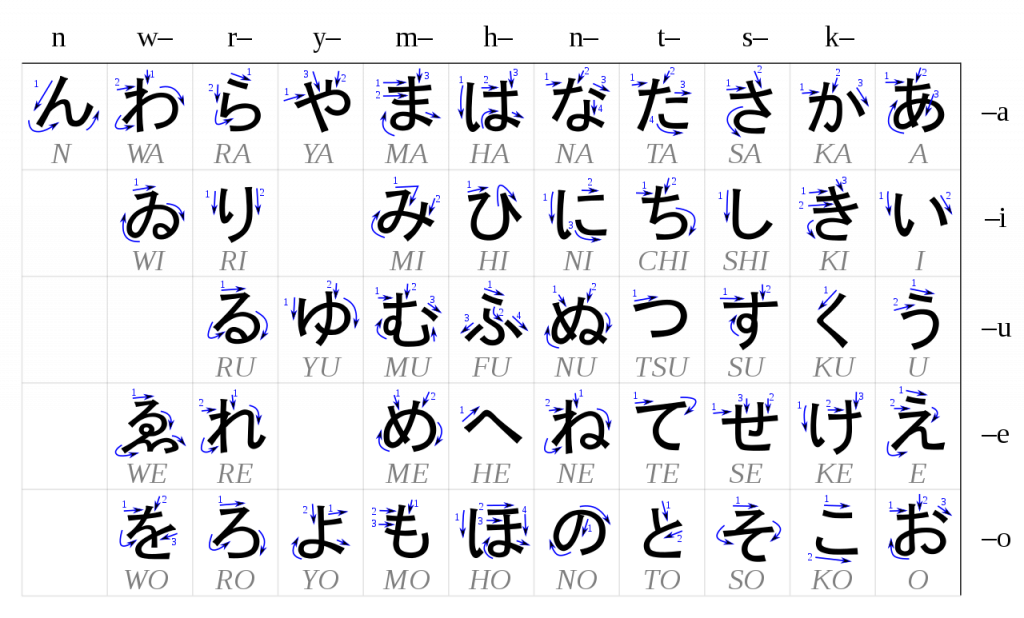 n w– r– y– m– h– n– t– s– k–
ん わ ら や ま は な た さ か あ –a
N WA RA YA MA HA NA TA SA KA A
ゐ り み ひ に ち し き い –i
WI RI MI HI NI CHI SHI KI I
る ゆ む ふ ぬ つ す く う –u
RU YU MU FU NU TSU SU KU U
ゑ れ め へ ね て せ け え –e
WE RE ME HE NE TE SE KE E
を ろ よ も ほ の と そ こ お –o
WO RO YO MO HO NO TO SO KO O